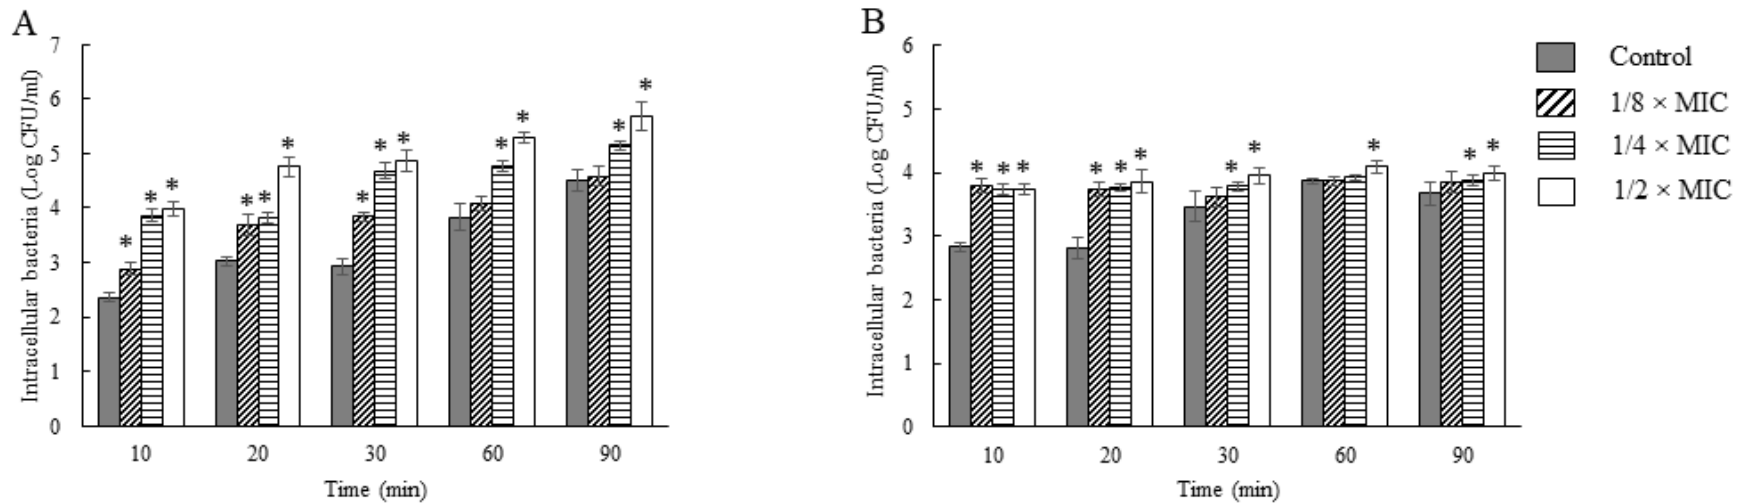 A
Intracellular bacteria (Log CFU/ml)
7
6
5
4
3
2
1
0
* * *
* * *
* * *
* *
* *
10 20 30 60 90
Time (min)
B
Intracellular bacteria (Log CFU/ml)
6
5
4
3
2
1
0
* * *
* * *
* *
*
* *
10 20 30 60 90
Time (min)
Control
1/8 × MIC
1/4 × MIC
1/2 × MIC